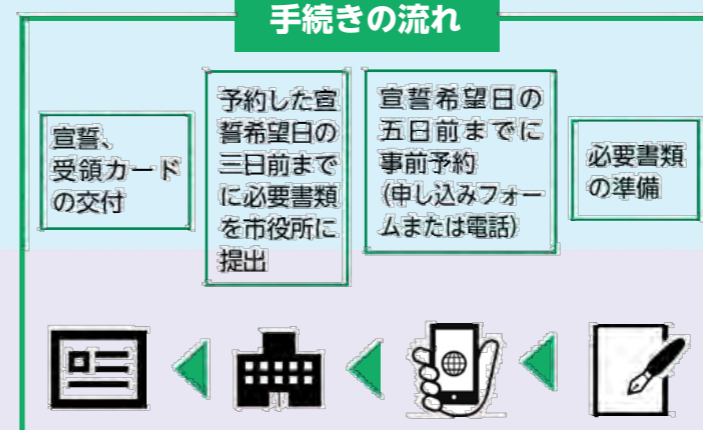 手続きの流れ
必要書類
の準備
宣誓希望日の
五日前までに
事前予約
(申し込みフォー
ムまたは電話)
予約した宣
誓希望日の
三日前まで
に必要書類
を市役所に
提出
宣誓、
受領カード
の交付